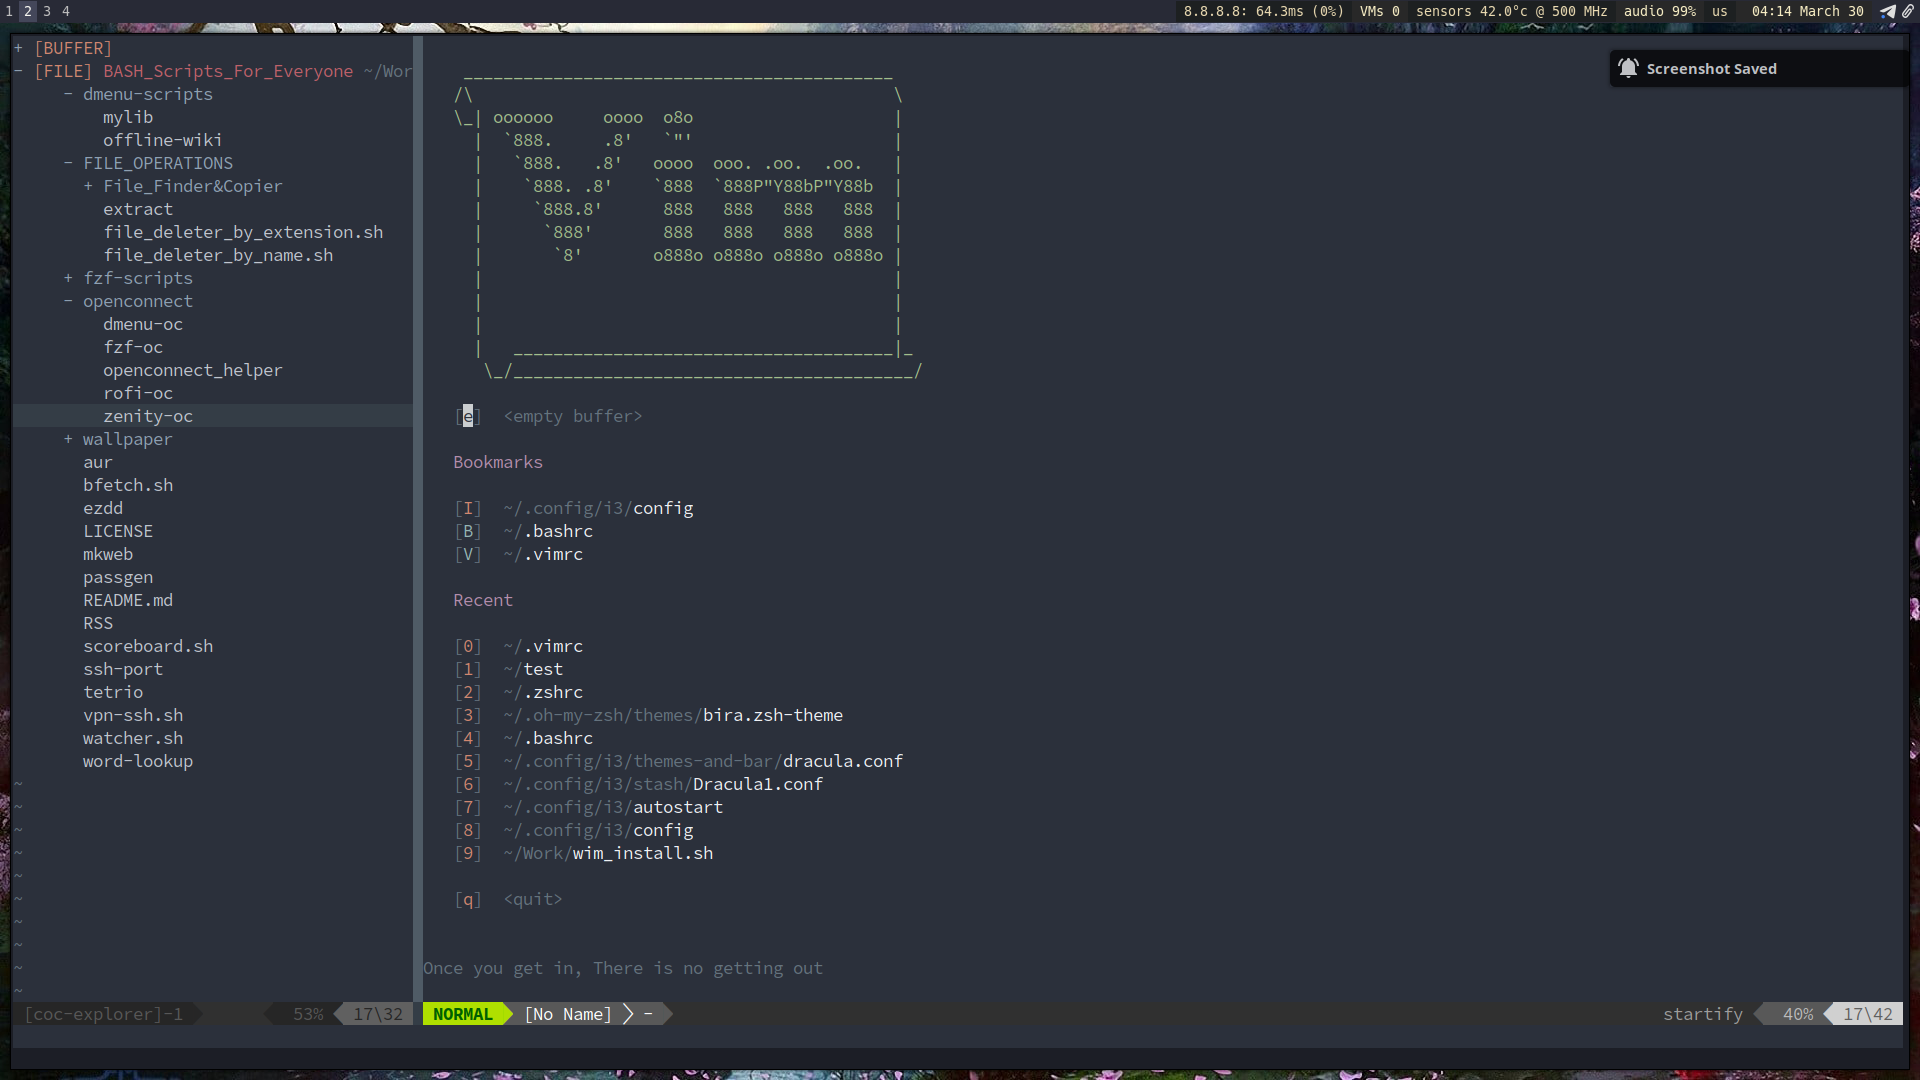 1 2 3 4 8.8.8.8: 64.3ms (0%) VMs 0 sensors 42.0°c @ 500 MHz audio 99% us 04:14 March 30
Screenshot Saved
+ [BUFFER]
- [FILE] BASH_Scripts_For_Everyone ~/Wor
- dmenu-scripts
mylib
offline-wiki
- FILE_OPERATIONS
+ File_Finder&Copier
extract
file_deleter_by_extension.sh
file_deleter_by_name.sh
+ fzf-scripts
- openconnect
dmenu-oc
fzf-oc
openconnect_helper
rofi-oc
zenity-oc
+ wallpaper
aur
bfetch.sh
ezdd
LICENSE
mkweb
passgen
README.md
RSS
scoreboard.sh
ssh-port
tetrio
vpn-ssh.sh
watcher.sh
word-lookup
~
~
~
~
~
~
~
~
~
~
[coc-explorer]-1 53% 17\32
   ___________________________________________
  /\                                          \
  \_| oooooo     oooo  o8o                    |
    |  `888.     .8'   `"'                    |
    |   `888.   .8'   oooo  ooo. .oo.  .oo.   |
    |    `888. .8'    `888  `888P"Y88bP"Y88b  |
    |     `888.8'      888   888   888   888  |
    |      `888'       888   888   888   888  |
    |       `8'       o888o o888o o888o o888o |
    |                                         |
    |                                         |
    |                                         |
    |   ______________________________________|_
     \_/________________________________________/
[e] <empty buffer>
Bookmarks
[I] ~/.config/i3/config
[B] ~/.bashrc
[V] ~/.vimrc
Recent
[0] ~/.vimrc
[1] ~/test
[2] ~/.zshrc
[3] ~/.oh-my-zsh/themes/bira.zsh-theme
[4] ~/.bashrc
[5] ~/.config/i3/themes-and-bar/dracula.conf
[6] ~/.config/i3/stash/Dracula1.conf
[7] ~/.config/i3/autostart
[8] ~/.config/i3/config
[9] ~/Work/wim_install.sh
[q] <quit>
Once you get in, There is no getting out
NORMAL [No Name] - startify 40% 17\42